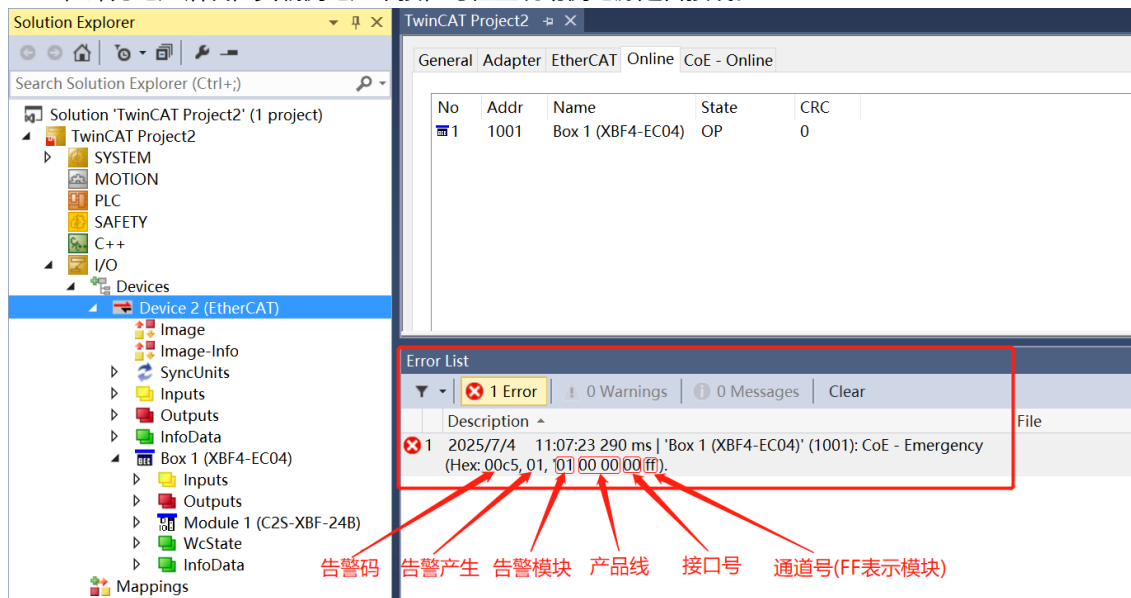 Solution Explorer
Search Solution Explorer (Ctrl+;)
Solution 'TwinCAT Project2' (1 project)
TwinCAT Project2
SYSTEM
MOTION
PLC
SAFETY
C++
I/O
Devices
Device 2 (EtherCAT)
Image
Image-Info
SyncUnits
Inputs
Outputs
InfoData
Box 1 (XBF4-EC04)
Inputs
Outputs
Module 1 (C2S-XBF-24B)
WcState
InfoData
Mappings
TwinCAT Project2
General Adapter EtherCAT Online CoE - Online
No Addr Name State CRC
1 1001 Box 1 (XBF4-EC04) OP 0
Error List
1 Error 0 Warnings 0 Messages Clear
Description File
1 2025/7/4 11:07:23 290 ms | 'Box 1 (XBF4-EC04)' (1001): CoE - Emergency
(Hex: 00c5, 01, '01 00 00 00 ff').
告警码 告警产生 告警模块 产品线 接口号 通道号(FF表示模块)